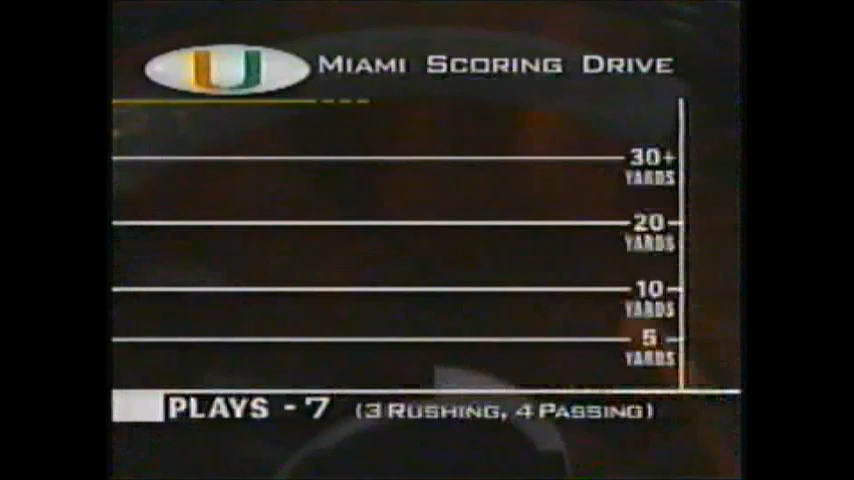 U MIAMI SCORING DRIVE
30+
YARDS
20
YARDS
10
YARDS
5
YARDS
PLAYS - 7 (3 RUSHING, 4 PASSING)